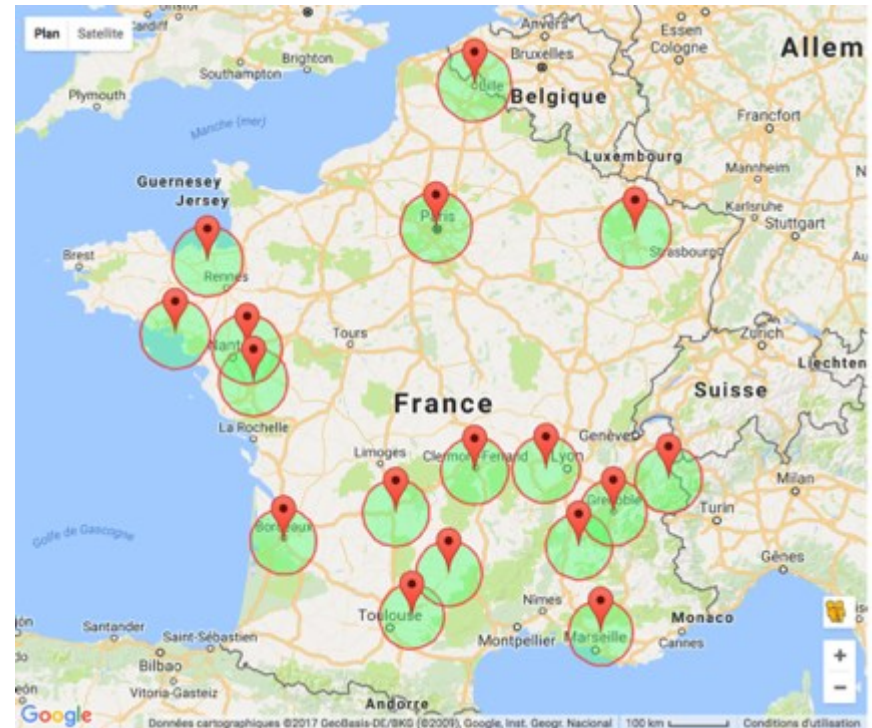 Plan Satellite
Cardiff
Anvers
Essen
Cologne
Allem
Bruxelles
Brighton
Southampton
Plymouth
Lille
Belgique
Francfort
Manche (mer)
Luxembourg
Mannheim
Guernesey
Jersey
Paris
Karlsruhe
Stuttgart
Brest
Strasbourg
Rennes
Tours
Zurich
Liechten
La Rochelle
France
Suisse
Genève
Limoges
Clermont-Ferrand
Lyon
Milan
Grenoble
Turin
Bordeaux
Golfe de Gascogne
Gênes
Nîmes
Toulouse
Monaco
Santander
Saint-Sébastien
Montpellier
Marseille
Cannes
Bilbao
Vitoria-Gasteiz
Andorre
Google
Données cartographiques ©2017 GeoBasis-DE/BKG (©2009), Google, Inst. Geogr. Nacional 100 km Conditions d'utilisation